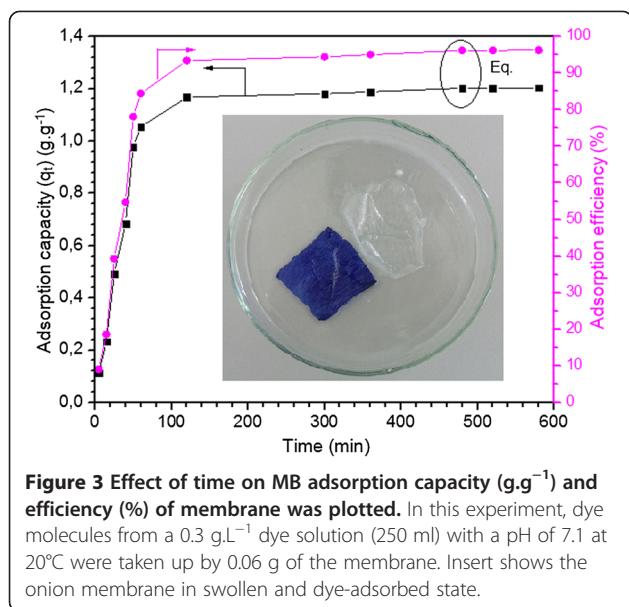 1,4
1,2
1,0
0,8
0,6
0,4
0,2
0,0
Adsorption capacity (qt) (g.g-1)
100
90
80
70
60
50
40
30
20
10
0
Adsorption efficiency (%)
Eq.
0 100 200 300 400 500 600
Time (min)
Figure 3 Effect of time on MB adsorption capacity (g.g−1) and
efficiency (%) of membrane was plotted. In this experiment, dye
molecules from a 0.3 g.L−1 dye solution (250 ml) with a pH of 7.1 at
20°C were taken up by 0.06 g of the membrane. Insert shows the
onion membrane in swollen and dye-adsorbed state.